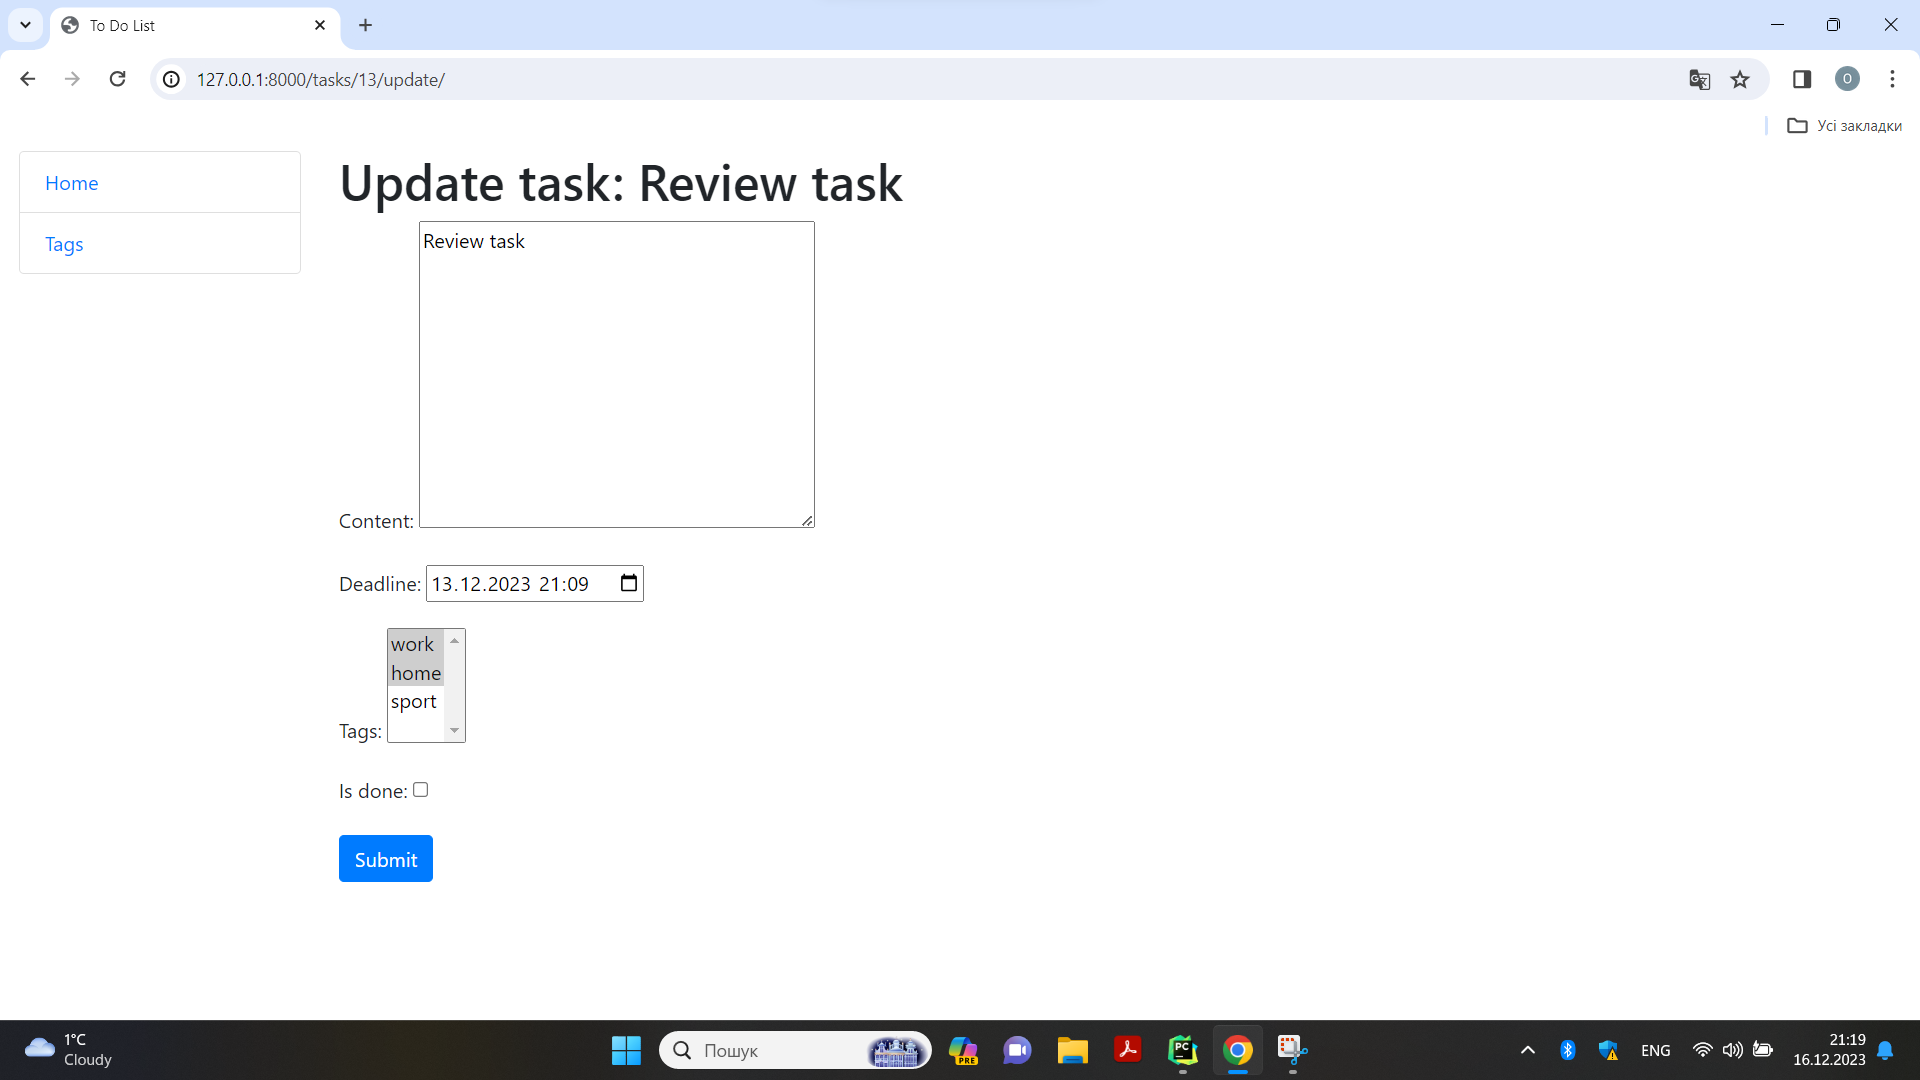 To Do List
127.0.0.1:8000/tasks/13/update/
O
Усі закладки
Home
Tags
Update task: Review task
Review task
Content:
Deadline: 13.12.2023 21:09
work
home
sport
Tags:
Is done:
Submit
1°C
Cloudy
Пошук
PRE
PC
ENG
21:19
16.12.2023